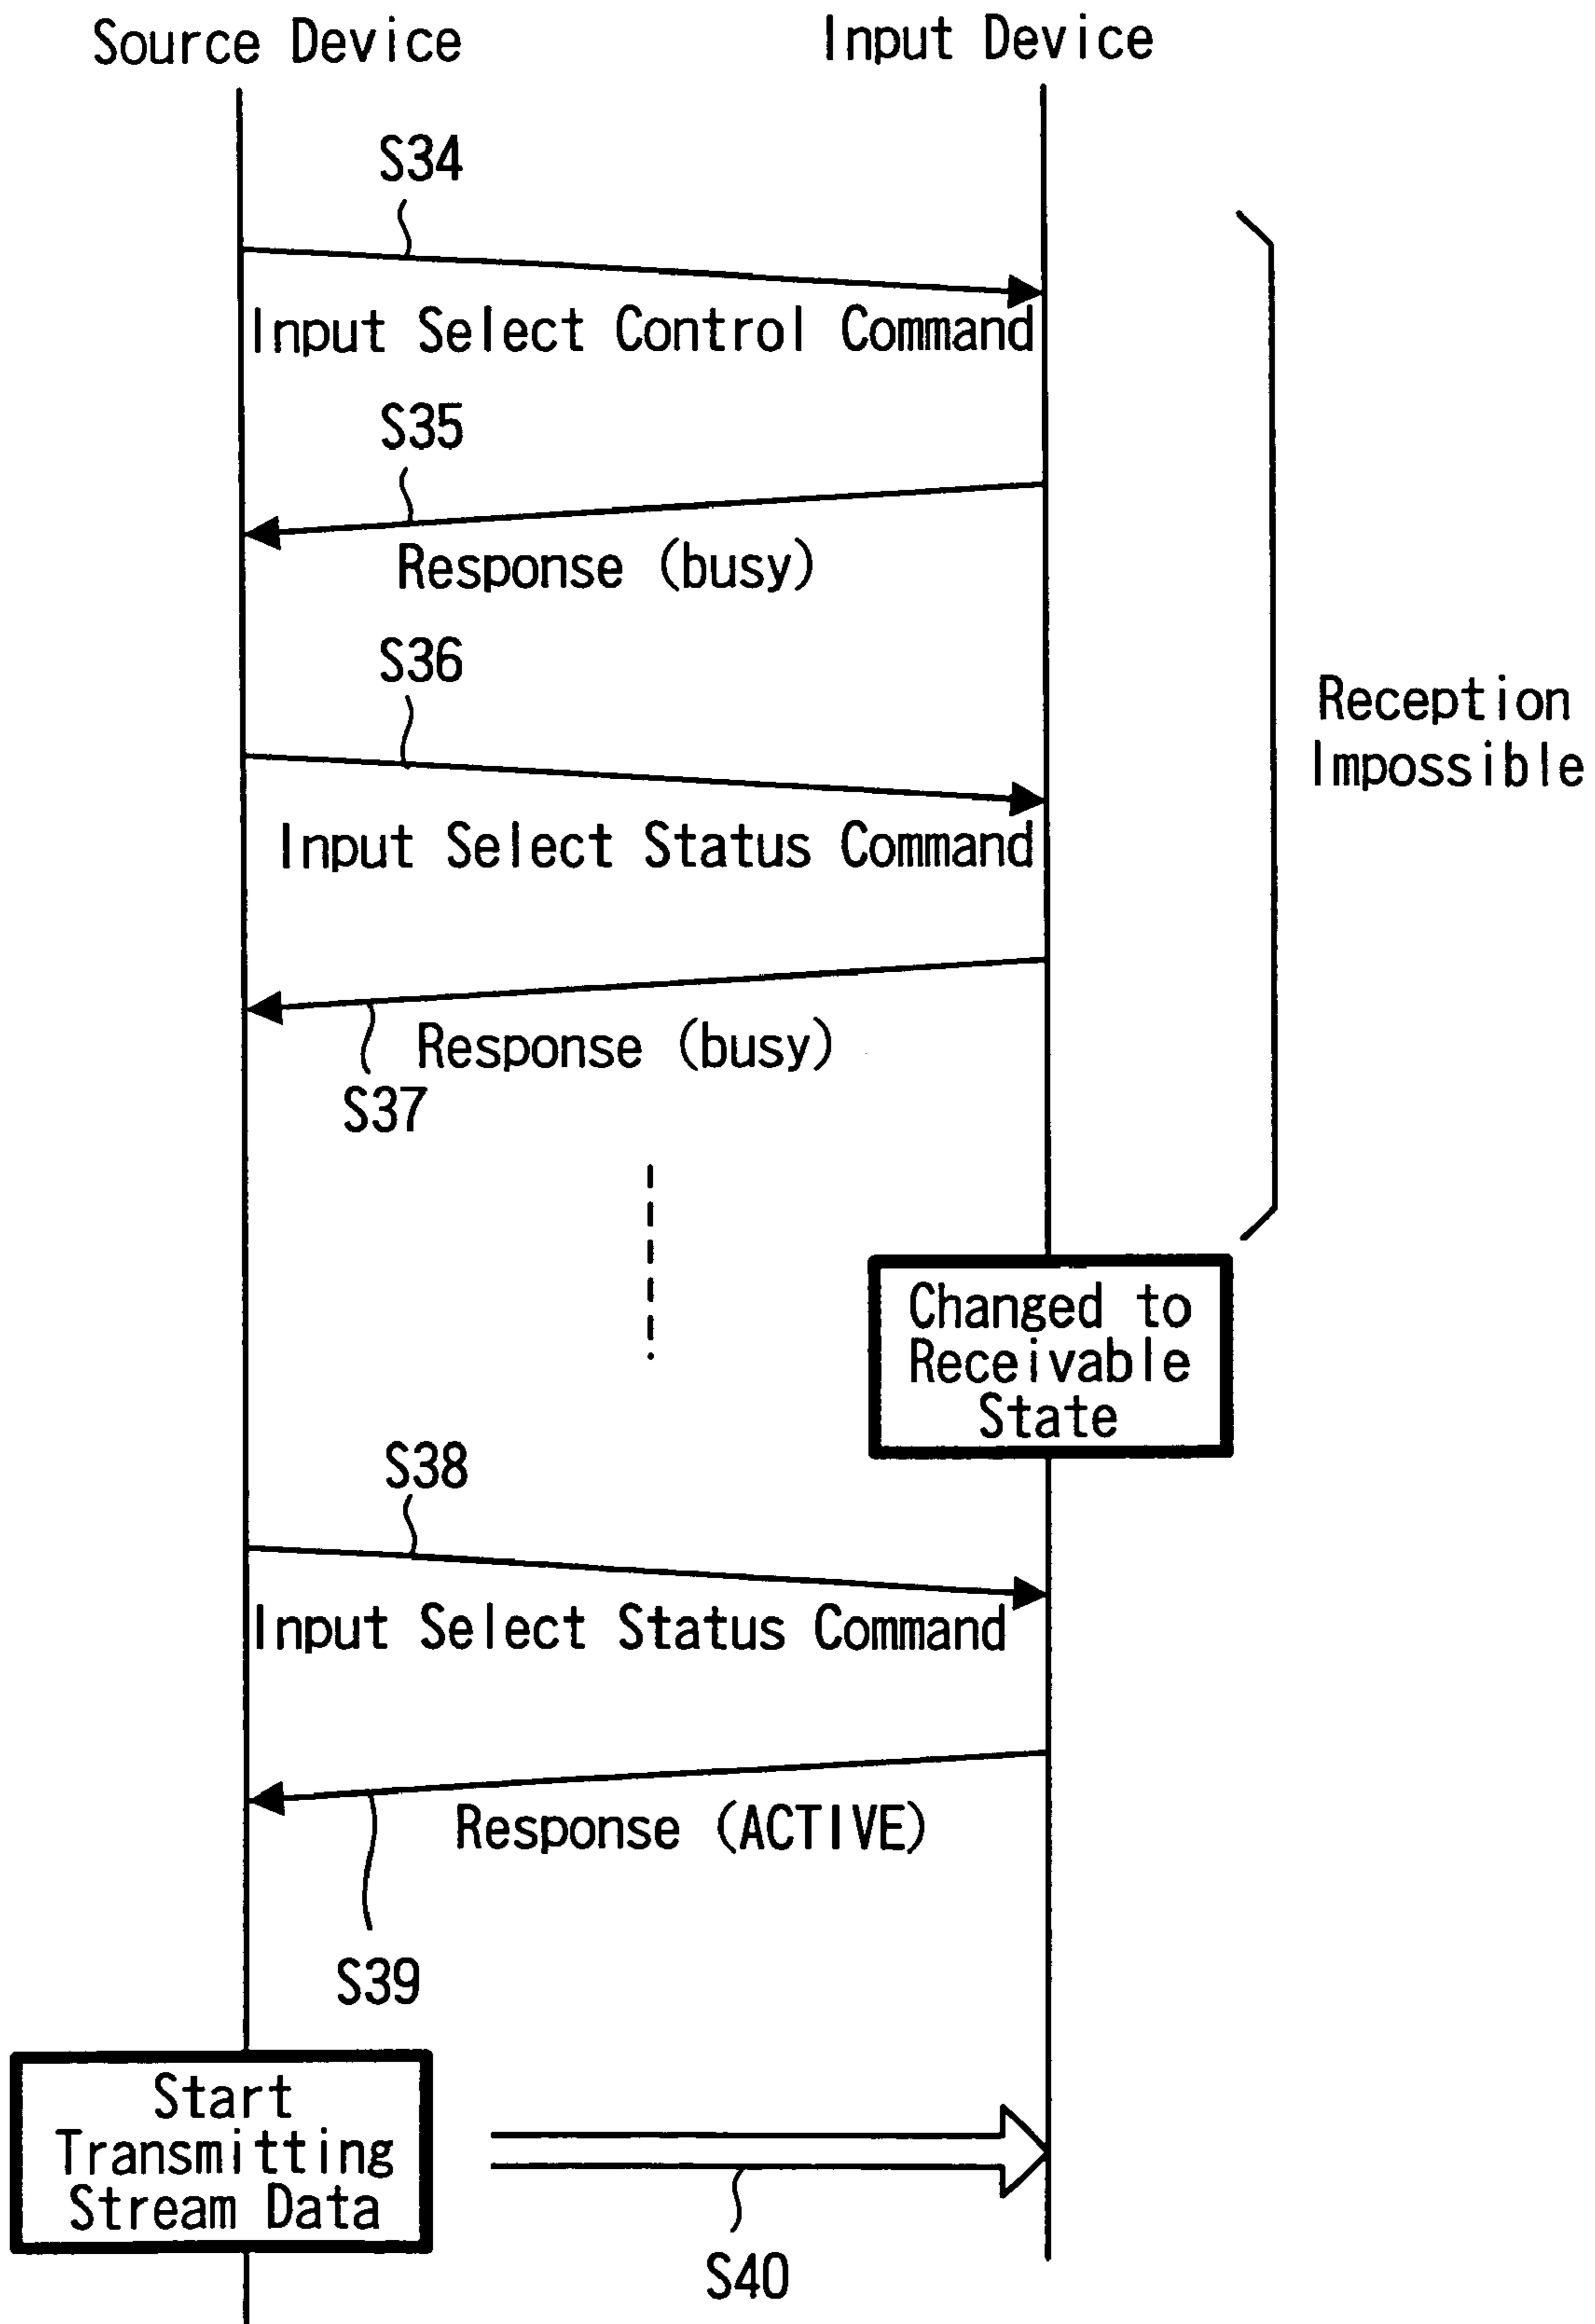 Source Device
Input Device
S34
Input Select Control Command
S35
Response (busy)
S36
Reception
Impossible
Input Select Status Command
Response (busy)
S37
Changed to
Receivable
State
S38
Input Select Status Command
Response (ACTIVE)
S39
Start
Transmitting
Stream Data
S40